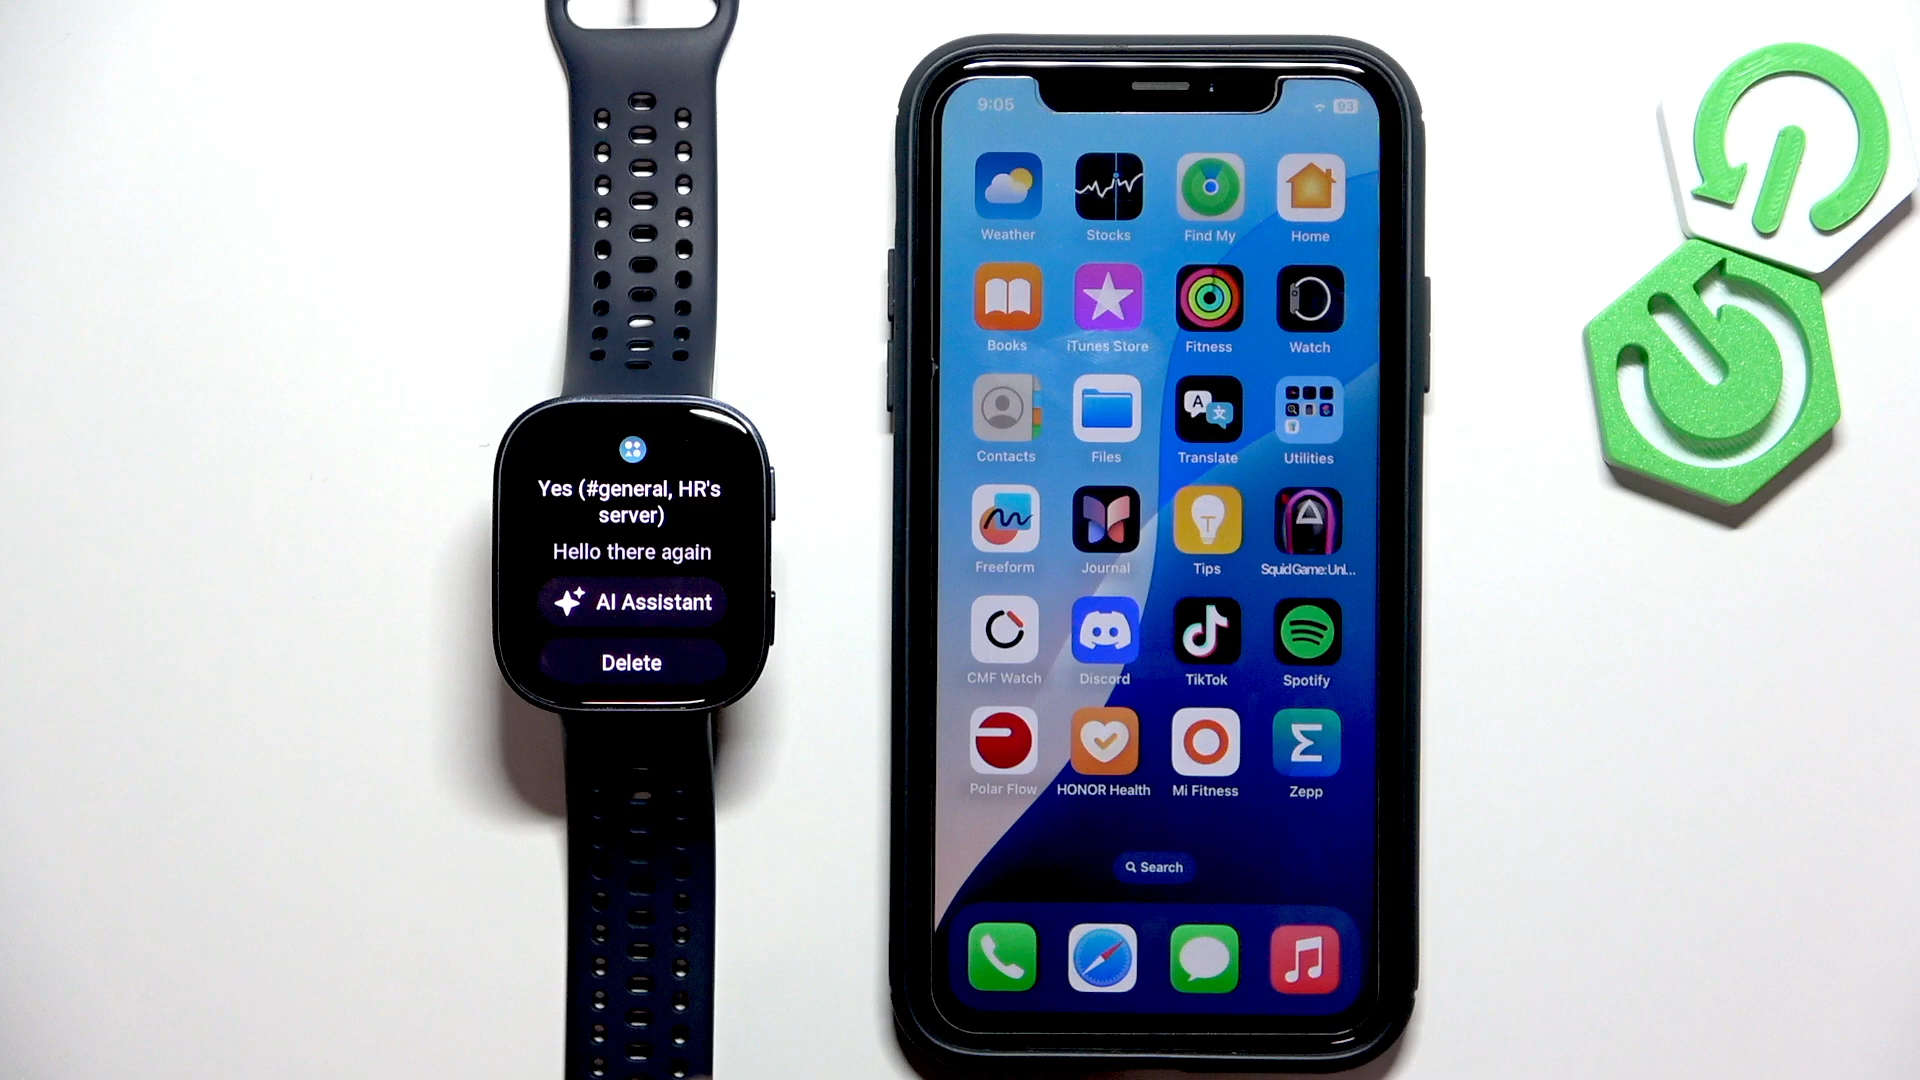 Yes (#general, HR's
server)
Hello there again
AI Assistant
Delete
9:05
93
Weather
Stocks
Find My
Home
Books
iTunes Store
Fitness
Watch
Contacts
Files
Translate
Utilities
Freeform
Journal
Tips
Squid Game: Unl...
CMF Watch
Discord
TikTok
Spotify
Polar Flow
HONOR Health
Mi Fitness
Zepp
Search